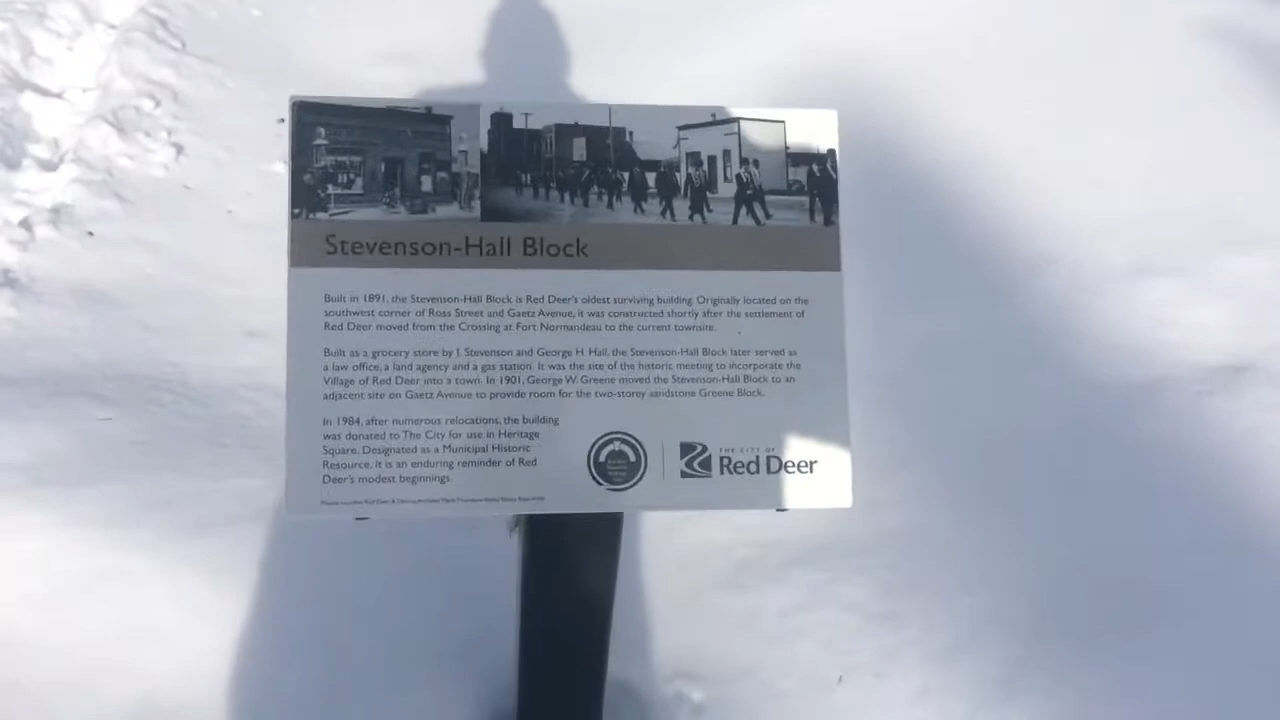 Stevenson-Hall Block
Built in 1891, the Stevenson-Hall Block is Red Deer's oldest surviving building. Originally located on the
southwest corner of Ross Street and Gaetz Avenue, it was constructed shortly after the settlement of
Red Deer moved from the Crossing at Fort Normandeau to the current townsite.
Built as a grocery store by J. Stevenson and George H. Hall, the Stevenson-Hall Block later served as
a law office, a land agency and a gas station. It was the site of the historic meeting to incorporate the
Village of Red Deer into a town. In 1901, George W. Greene moved the Stevenson-Hall Block to an
adjacent site on Gaetz Avenue to provide room for the two-storey sandstone Greene Block.
In 1984, after numerous relocations, the building
was donated to The City for use in Heritage
Square. Designated as a Municipal Historic
Resource, it is an enduring reminder of Red
Deer's modest beginnings.
THE CITY OF
Red Deer